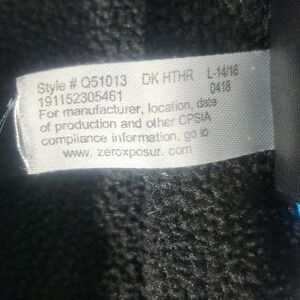 Style # Q51013 DK HTHR L-14/16
191152305461 0418
For manufacturer, location, date
of production and other CPSIA
compliance information, go to
www. zeroxposur. com